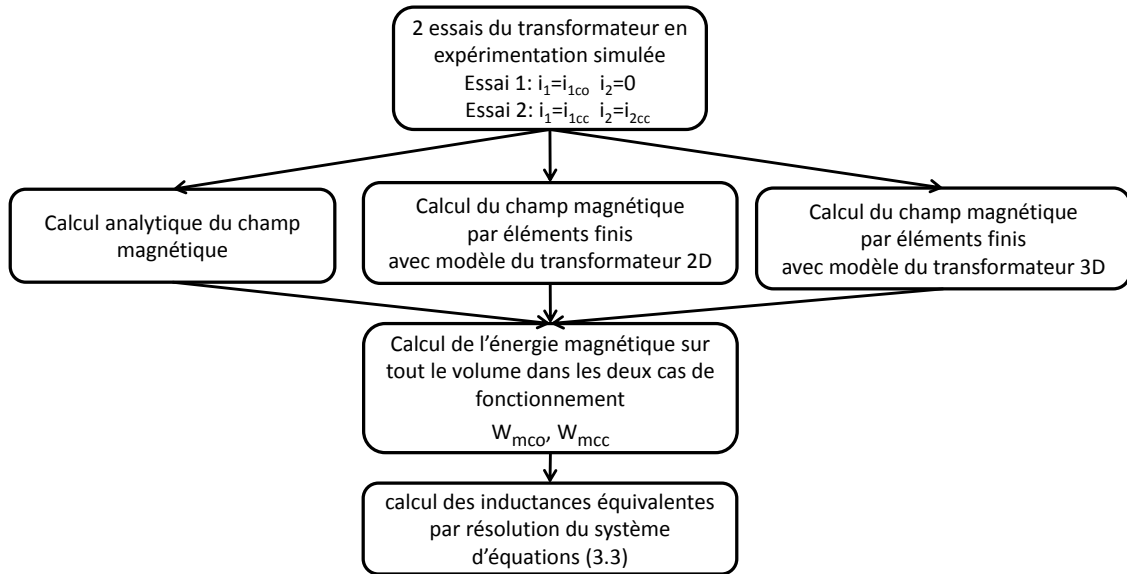 2 essais du transformateur en
expérimentation simulée
Essai 1: i₁=i₁co i₂=0
Essai 2: i₁=i₁cc i₂=i₂cc
Calcul analytique du champ
magnétique
Calcul du champ magnétique
par éléments finis
avec modèle du transformateur 2D
Calcul du champ magnétique
par éléments finis
avec modèle du transformateur 3D
Calcul de l’énergie magnétique sur
tout le volume dans les deux cas de
fonctionnement
Wmco, Wmcc
calcul des inductances équivalentes
par résolution du système
d’équations (3.3)